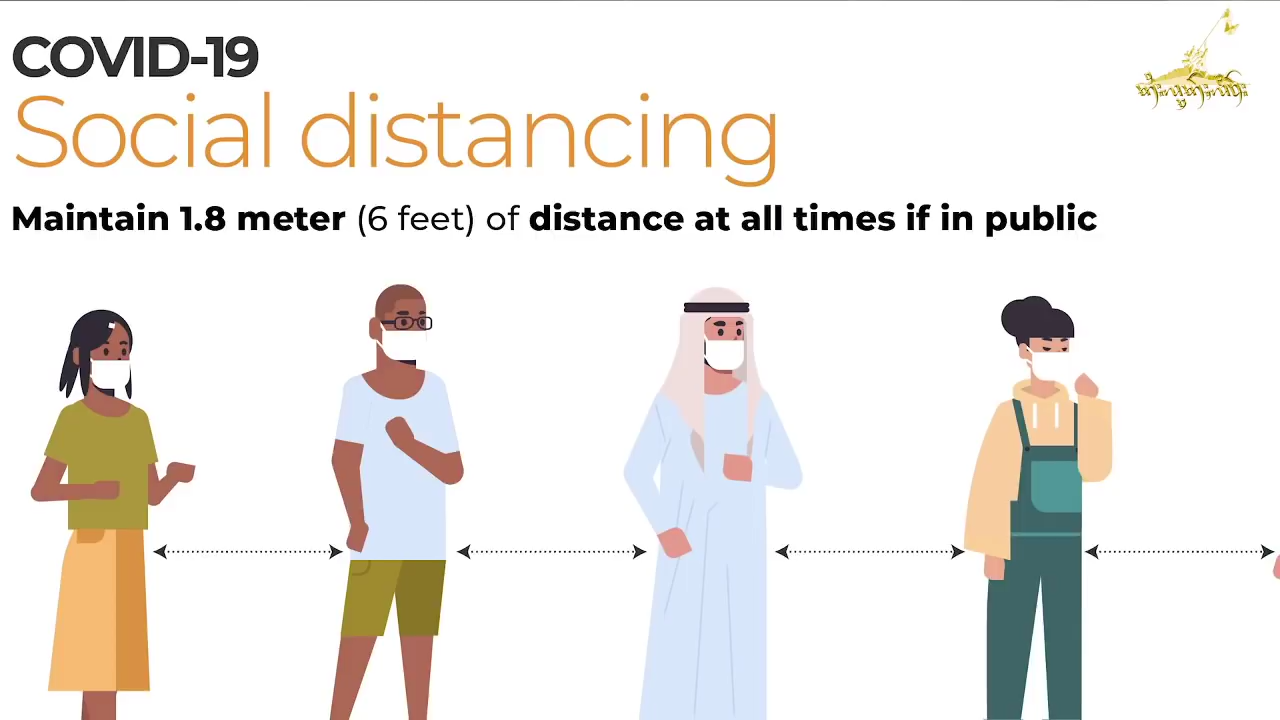 COVID-19
Social distancing
Maintain 1.8 meter (6 feet) of distance at all times if in public